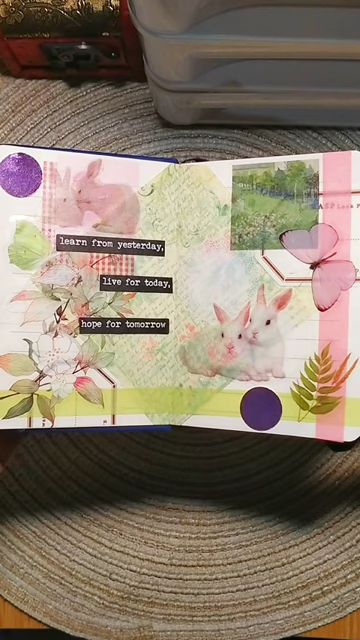 learn from yesterday,
live for today,
hope for tomorrow